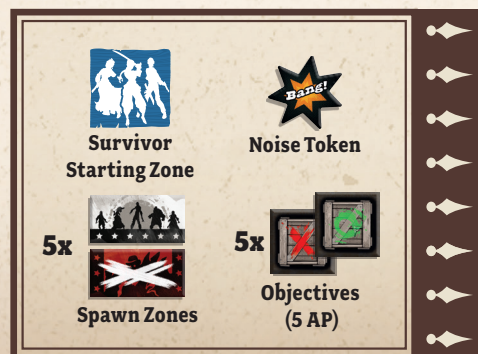 Bang!
Survivor
Starting Zone
Noise Token
5x
Spawn Zones
5x
Objectives
(5 AP)